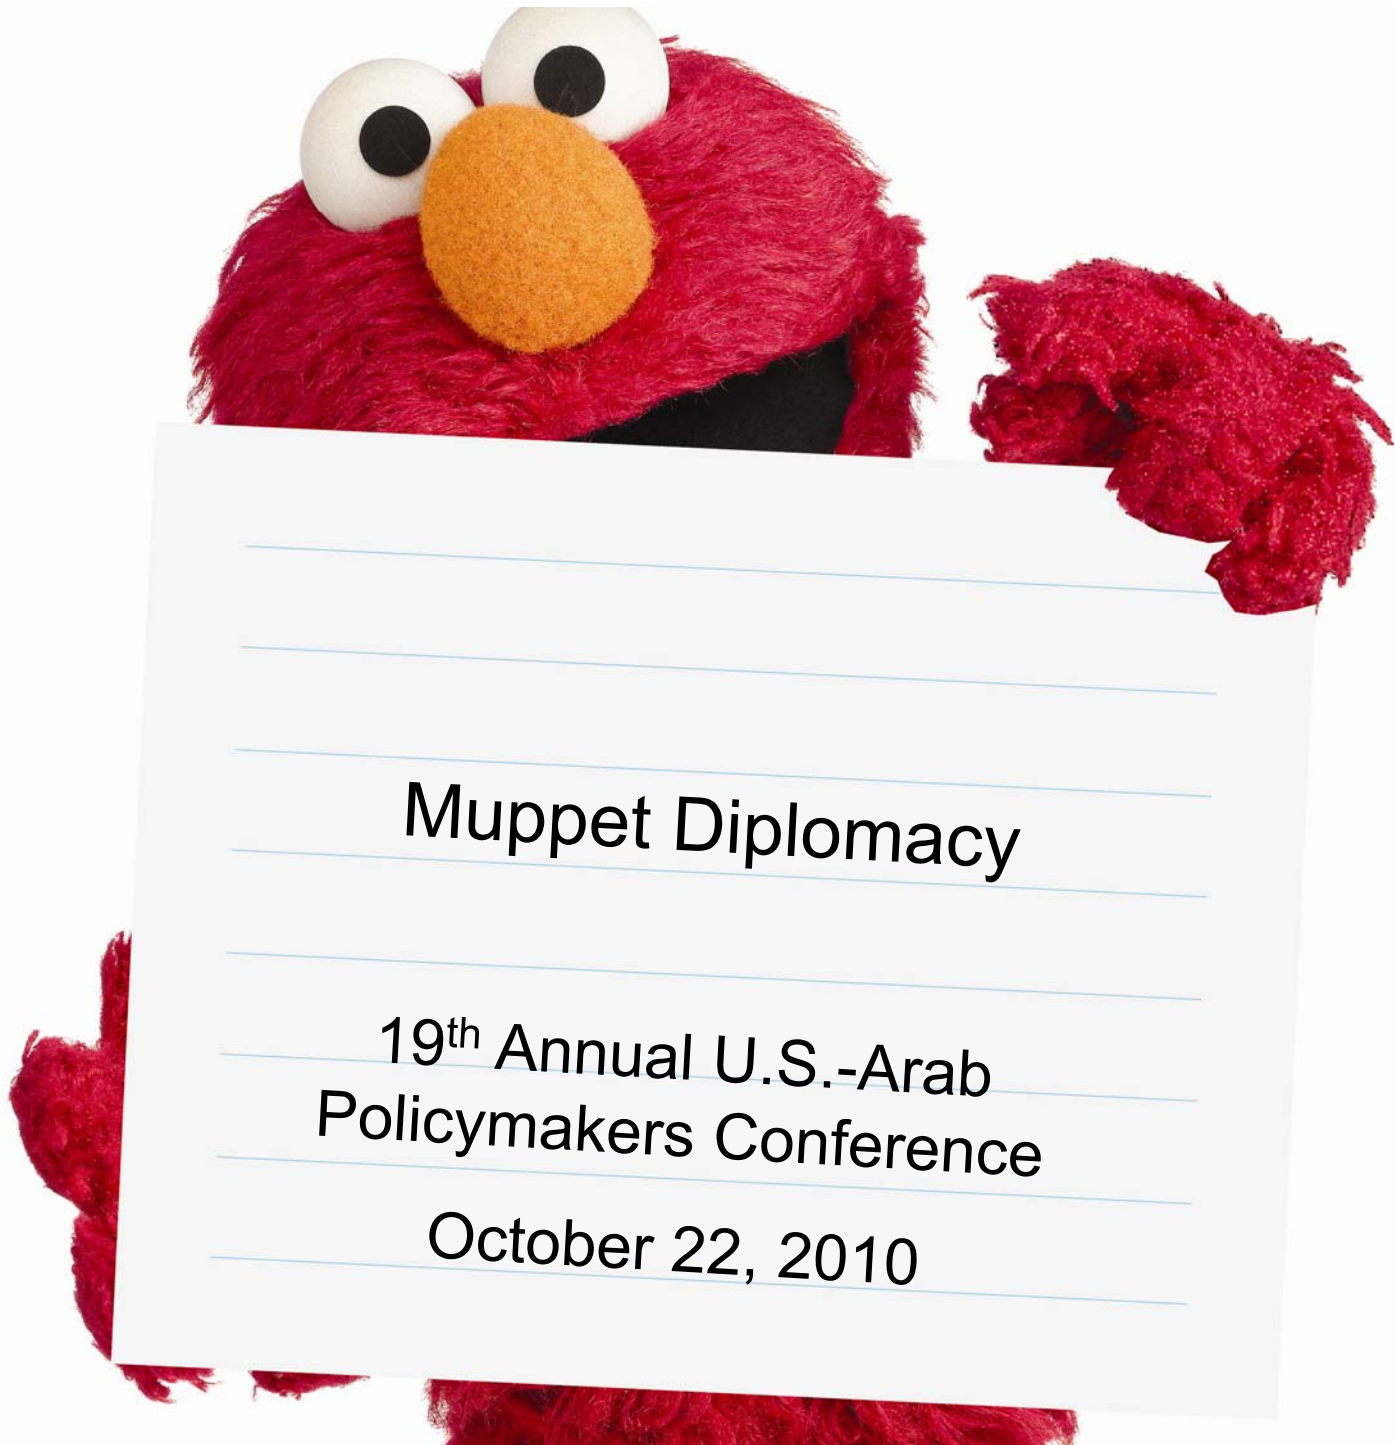 Muppet Diplomacy
19th Annual U.S.-Arab
Policymakers Conference
October 22, 2010